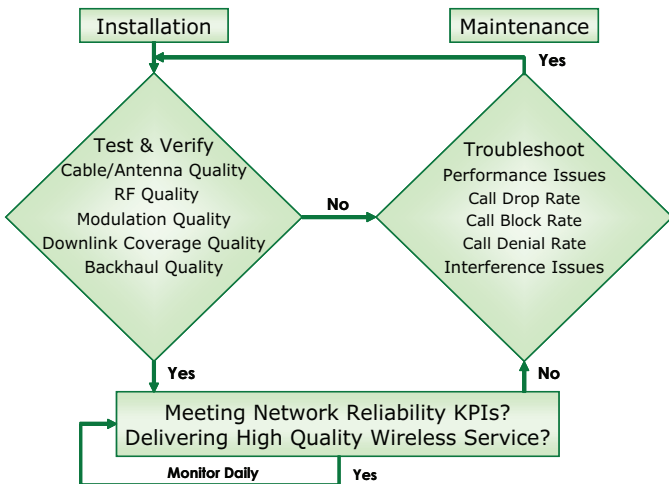 Installation
Maintenance
Yes
Test & Verify
Cable/Antenna Quality
RF Quality
Modulation Quality
Downlink Coverage Quality
Backhaul Quality
No
Troubleshoot
Performance Issues
Call Drop Rate
Call Block Rate
Call Denial Rate
Interference Issues
Yes
No
Meeting Network Reliability KPIs?
Delivering High Quality Wireless Service?
Monitor Daily
Yes